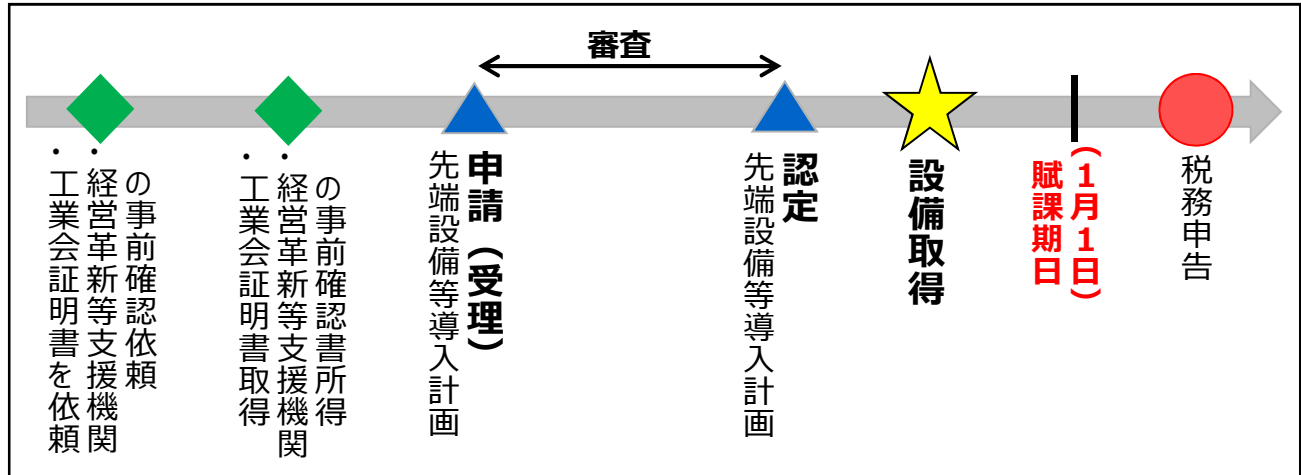 審査
・経営革新等支援機関
の事前確認依頼
・工業会証明書を依頼
・経営革新等支援機関
の事前確認書所得
・工業会証明書取得
申請（受理）
先端設備等導入計画
認定
先端設備等導入計画
設備取得
（１月１日）
賦課期日
税務申告